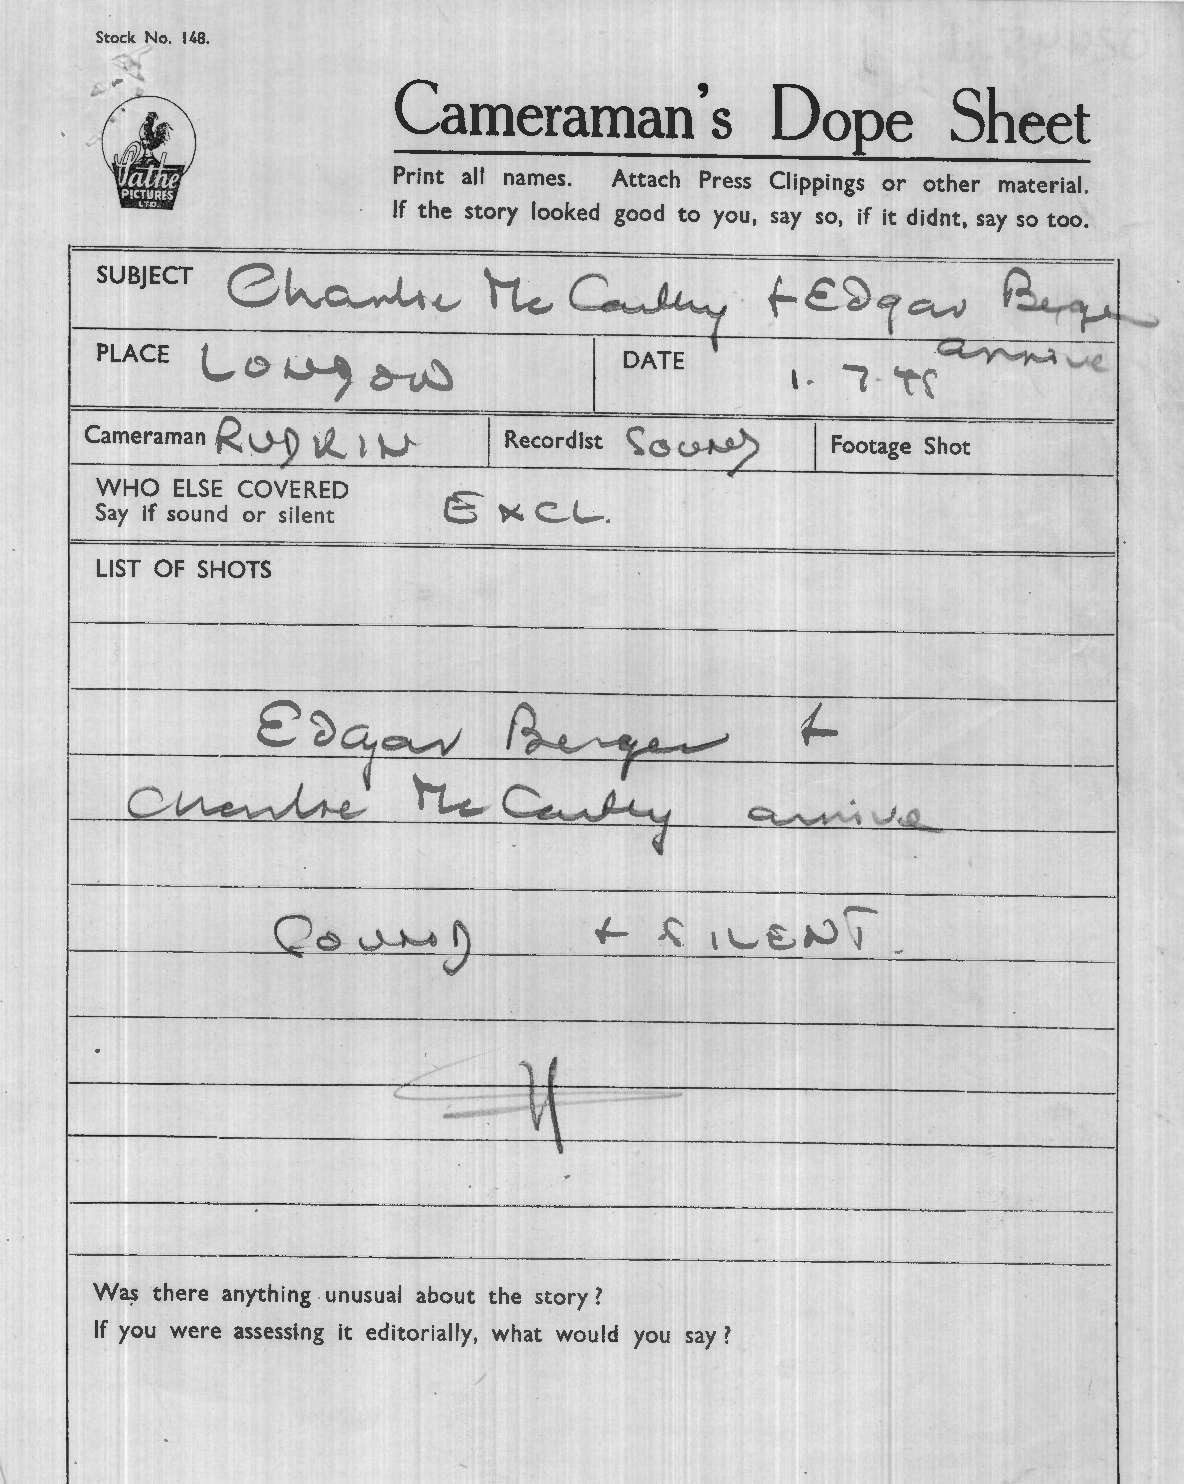 Stock No. 148.
Pathe
PICTURES
LTD.
Cameraman's Dope Sheet
Print all names. Attach Press Clippings or other material.
If the story looked good to you, say so, if it didnt, say so too.
SUBJECT Charlie McCarthy + Edgar Bergen
arrive
PLACE LONDON DATE 1.7.48
Cameraman RUDKIN Recordist SOUND Footage Shot
WHO ELSE COVERED
Say if sound or silent EXCL.
LIST OF SHOTS
Edgar Bergen +
Charlie McCarthy arrive
SOUND + SILENT.
Was there anything unusual about the story?
If you were assessing it editorially, what would you say?